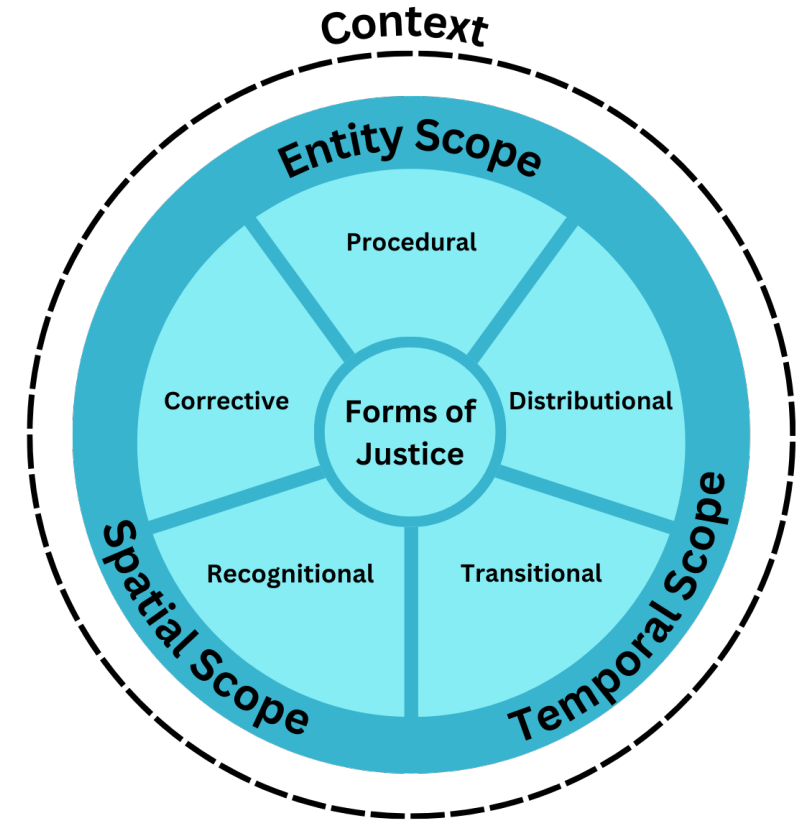 Context
Entity Scope
Procedural
Corrective
Forms of
Justice
Distributional
Recognitional
Transitional
Spatial Scope
Temporal Scope